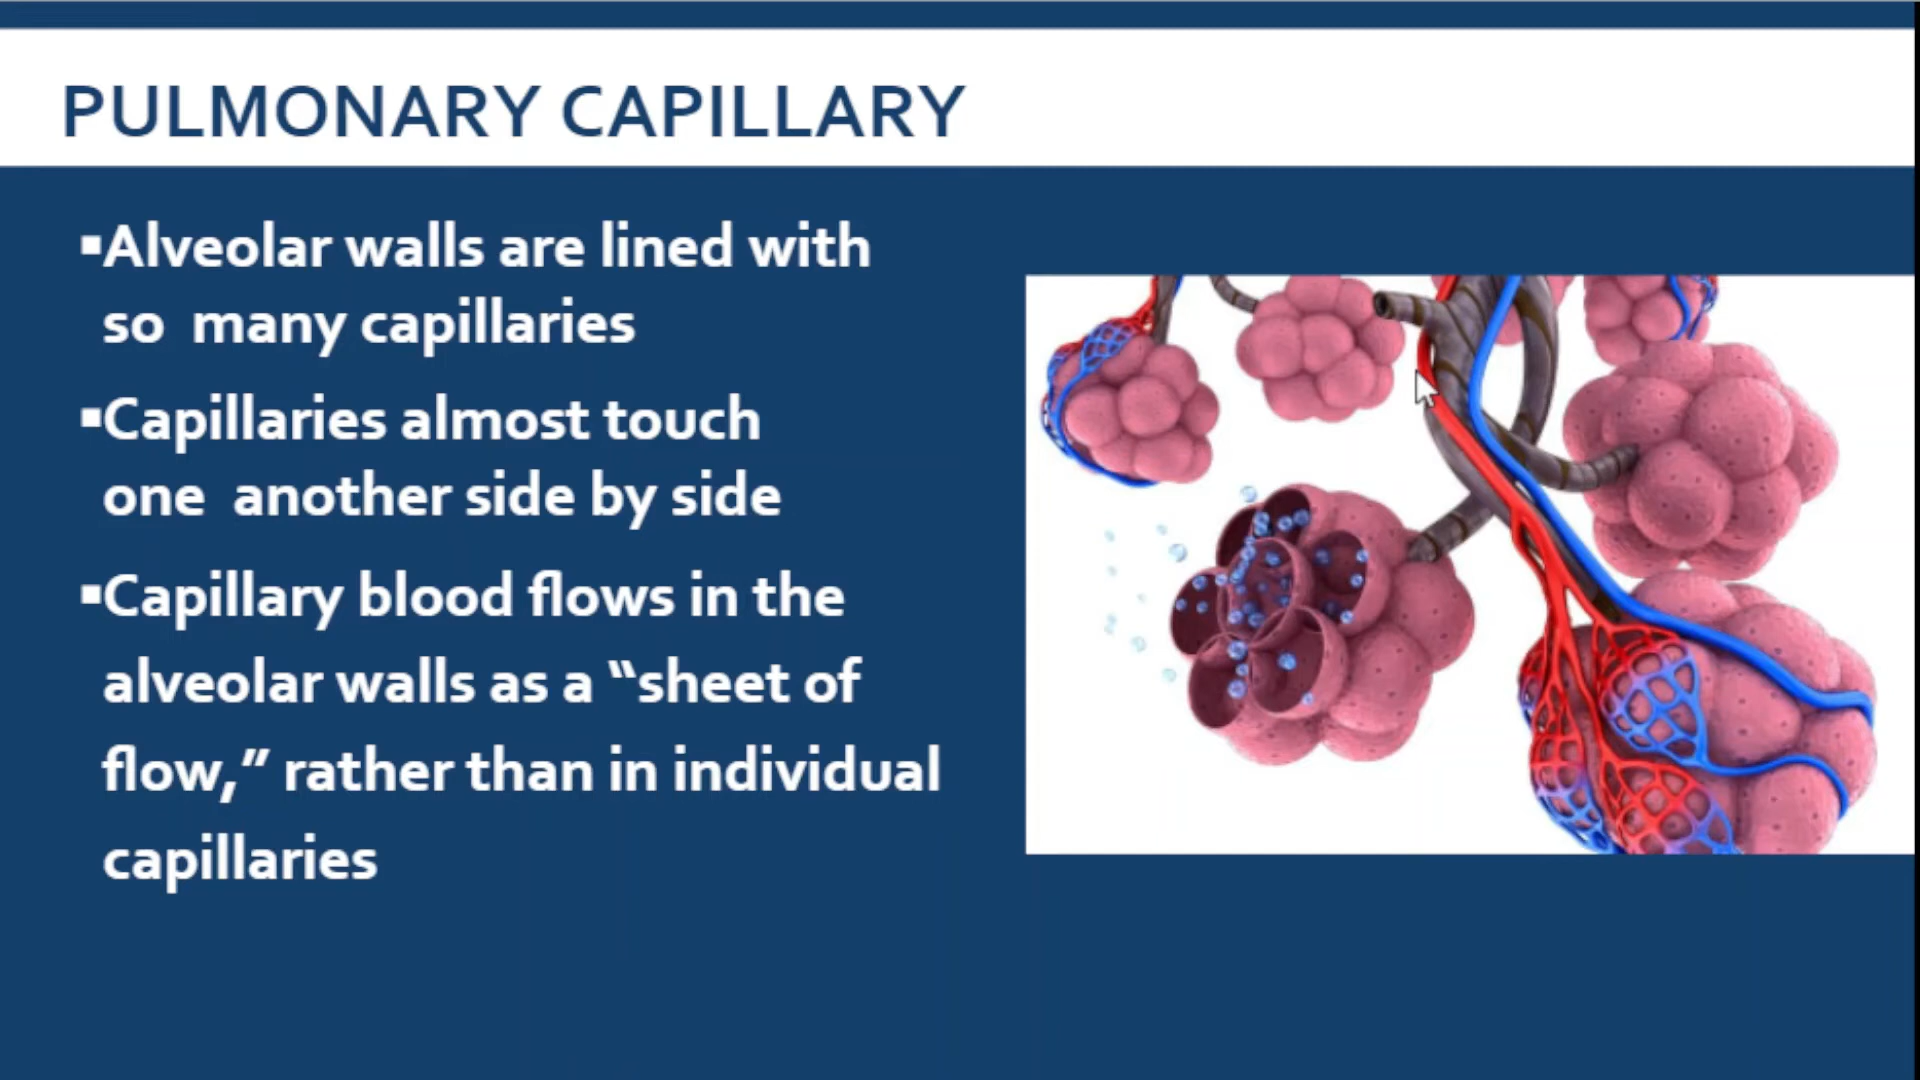 PULMONARY CAPILLARY
▪Alveolar walls are lined with
so many capillaries
▪Capillaries almost touch
one another side by side
▪Capillary blood flows in the
alveolar walls as a “sheet of
flow,” rather than in individual
capillaries